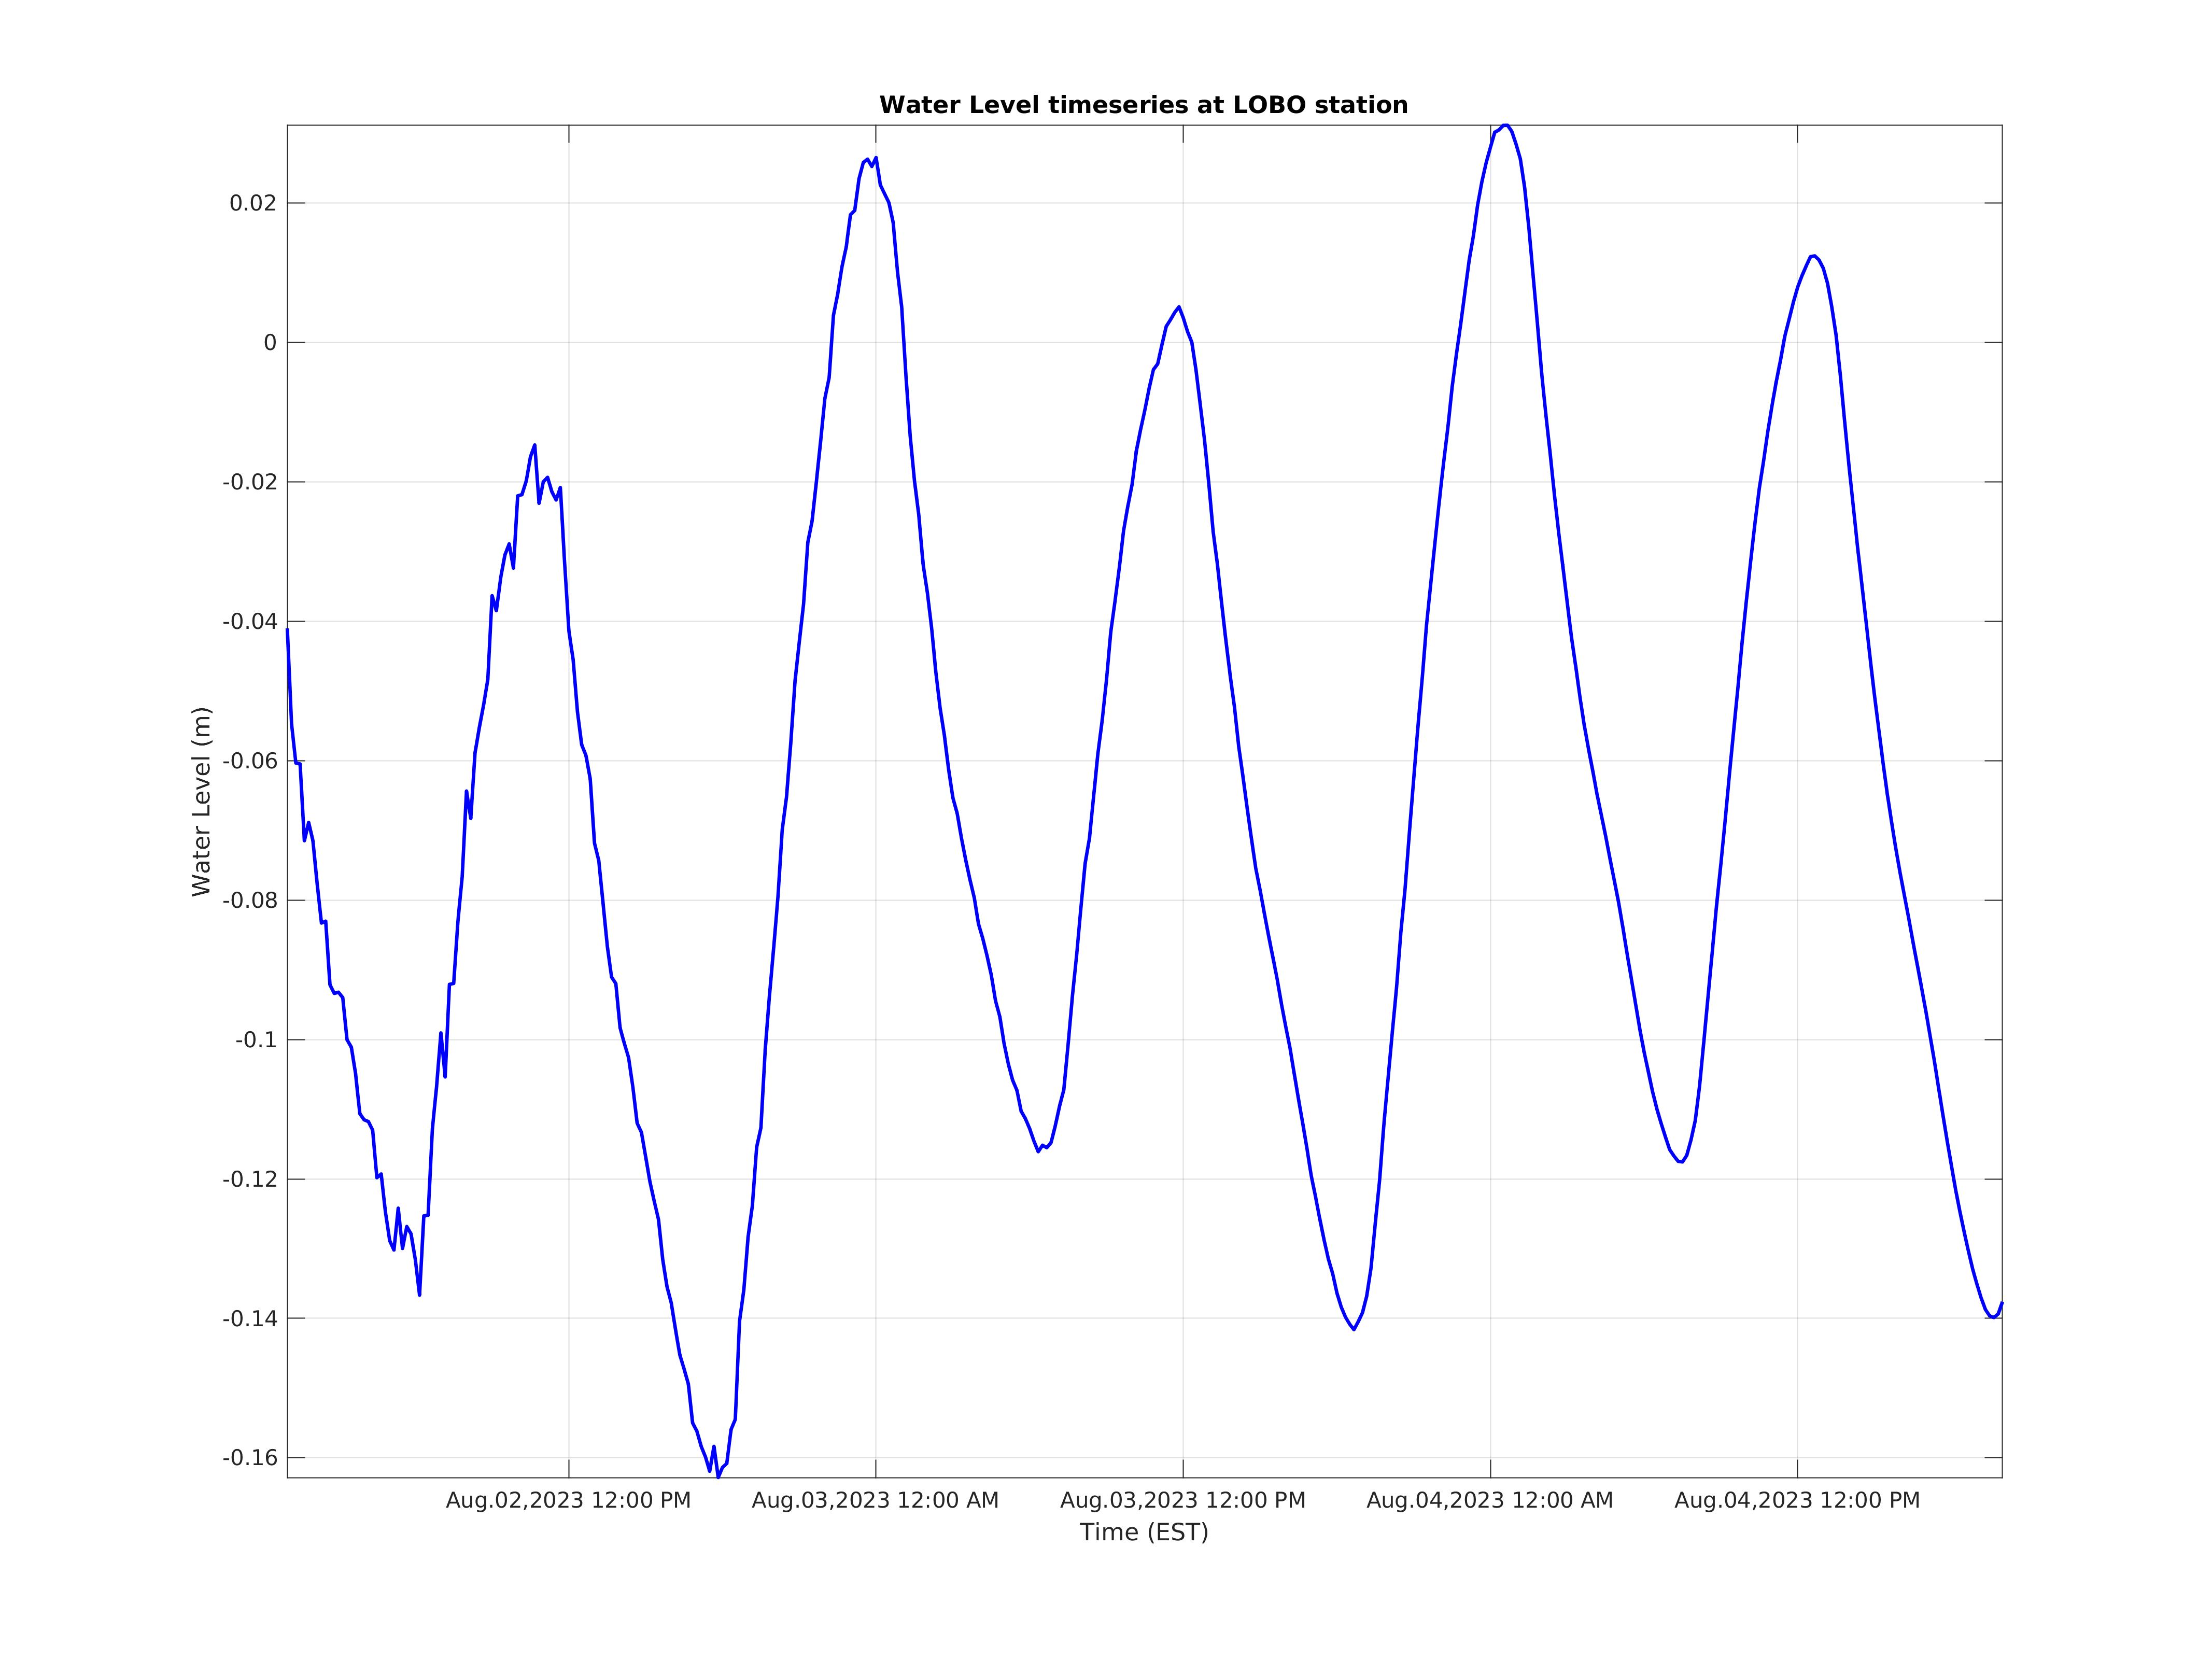 Water Level timeseries at LOBO station
0.02
0
-0.02
-0.04
-0.06
-0.08
-0.1
-0.12
-0.14
-0.16
Water Level (m)
Aug.02,2023 12:00 PM Aug.03,2023 12:00 AM Aug.03,2023 12:00 PM Aug.04,2023 12:00 AM Aug.04,2023 12:00 PM
Time (EST)